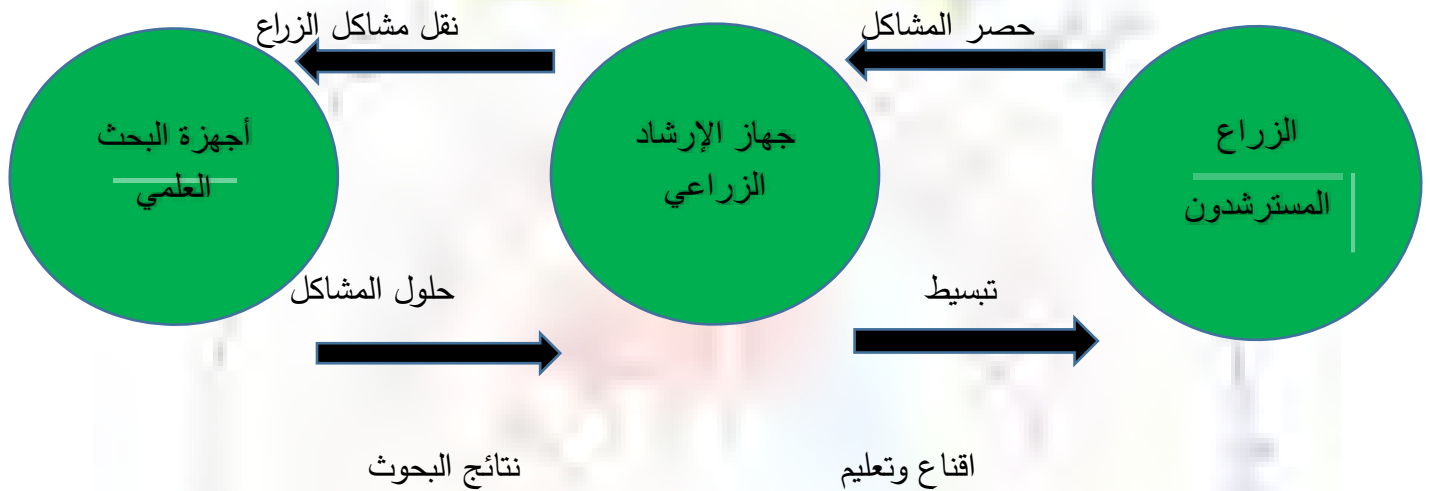 حصر المشاكل
نقل مشاكل الزراع
الزراع
المسترشدون
جهاز الإرشاد
الزراعي
أجهزة البحث
العلمي
تبسيط
حلول المشاكل
اقناع وتعليم
نتائج البحوث